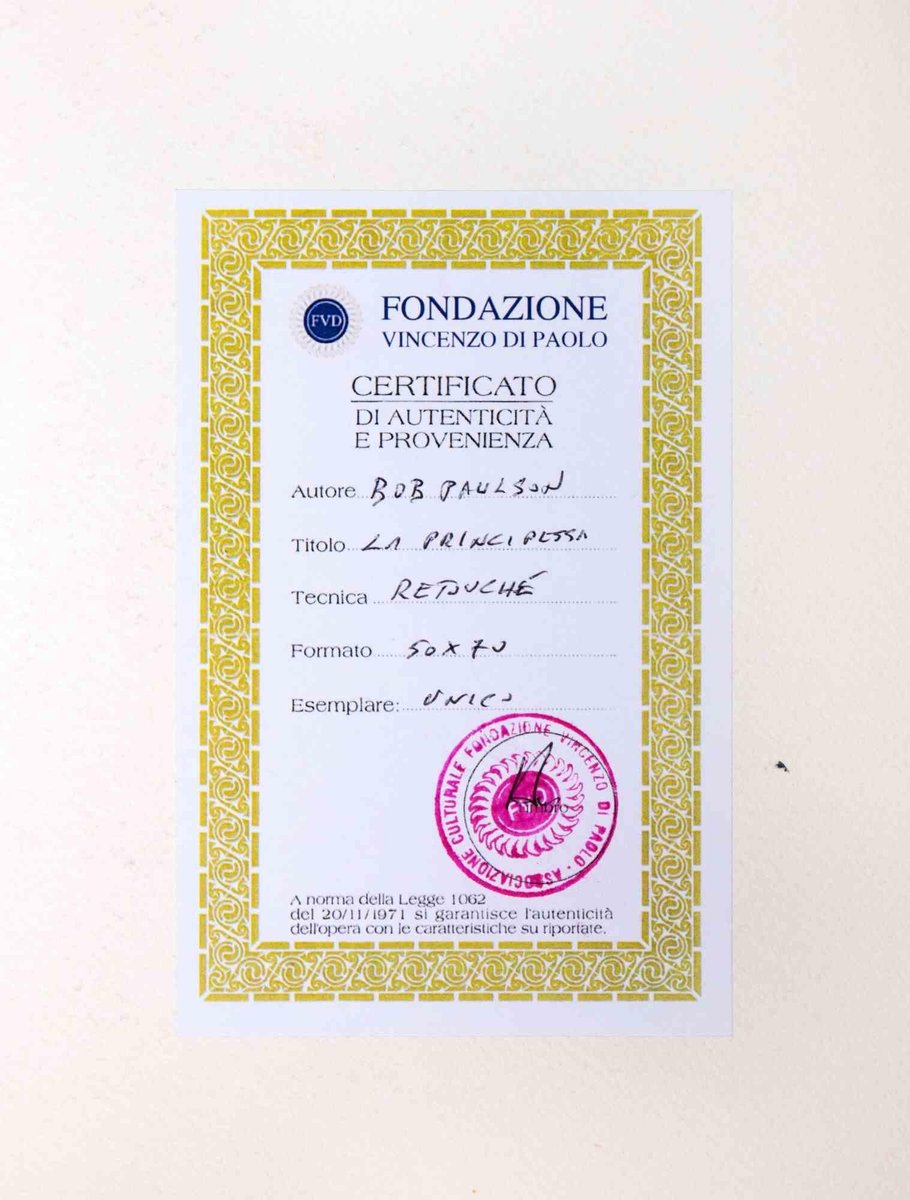 FVD
FONDAZIONE
VINCENZO DI PAOLO
CERTIFICATO
DI AUTENTICITÀ
E PROVENIENZA
Autore BOB PAULSON
Titolo LA PRINCIPESSA
Tecnica RETOUCHÉ
Formato 50X70
Esemplare: UNICO
ASSOCIAZIONE CULTURALE FONDAZIONE VINCENZO DI PAOLO
A norma della Legge 1062
del 20/11/1971 si garantisce l'autenticità
dell'opera con le caratteristiche su riportate.